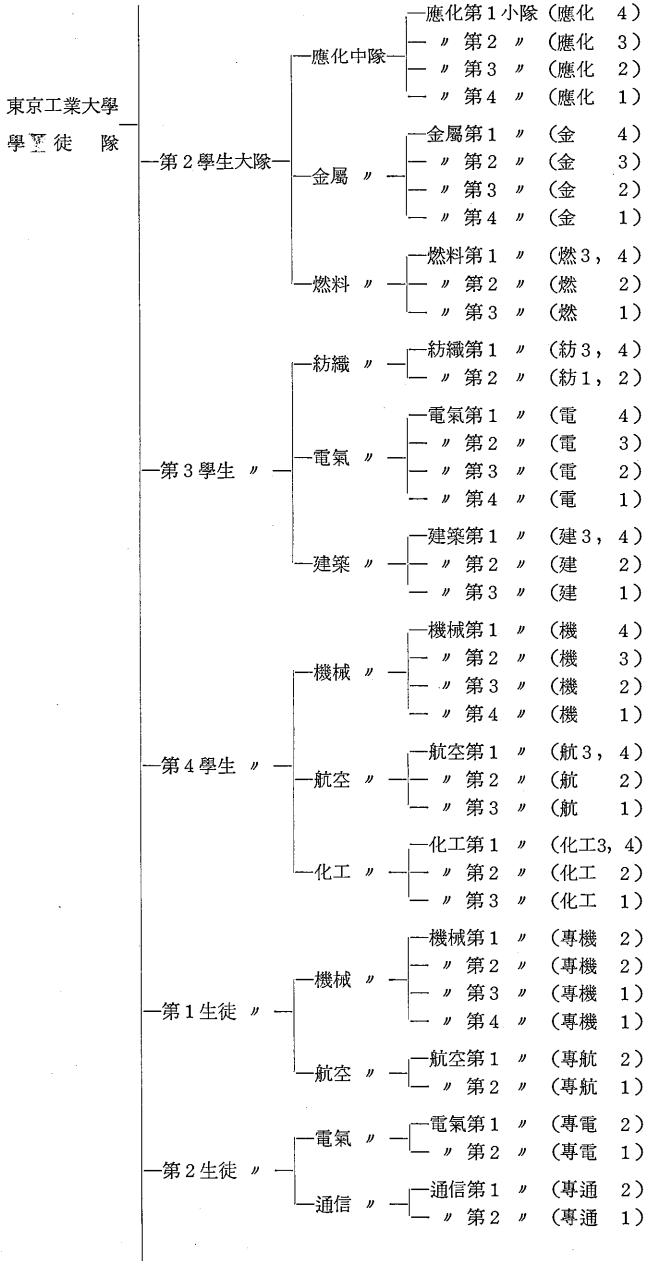 應化第1小隊(應化 4)
應化中隊
〃 第2 〃 (應化 3)
〃 第3 〃 (應化 2)
〃 第4 〃 (應化 1)
東京工業大學
學徒隊
第2學生大隊
金屬第1 〃 (金 4)
金屬 〃
〃 第2 〃 (金 3)
〃 第3 〃 (金 2)
〃 第4 〃 (金 1)
燃料第1 〃 (燃3, 4)
燃料 〃
〃 第2 〃 (燃 2)
〃 第3 〃 (燃 1)
第3學生 〃
紡織 〃
紡織第1 〃 (紡3, 4)
〃 第2 〃 (紡1, 2)
電氣 〃
電氣第1 〃 (電 4)
〃 第2 〃 (電 3)
〃 第3 〃 (電 2)
〃 第4 〃 (電 1)
建築 〃
建築第1 〃 (建3, 4)
〃 第2 〃 (建 2)
〃 第3 〃 (建 1)
第4學生 〃
機械 〃
機械第1 〃 (機 4)
〃 第2 〃 (機 3)
〃 第3 〃 (機 2)
〃 第4 〃 (機 1)
航空 〃
航空第1 〃 (航3, 4)
〃 第2 〃 (航 2)
〃 第3 〃 (航 1)
化工 〃
化工第1 〃 (化工3, 4)
〃 第2 〃 (化工 2)
〃 第3 〃 (化工 1)
第1生徒 〃
機械 〃
機械第1 〃 (専機 2)
〃 第2 〃 (専機 2)
〃 第3 〃 (専機 1)
〃 第4 〃 (専機 1)
航空 〃
航空第1 〃 (専航 2)
〃 第2 〃 (専航 1)
第2生徒 〃
電氣 〃
電氣第1 〃 (専電 2)
〃 第2 〃 (専電 1)
通信 〃
通信第1 〃 (専通 2)
〃 第2 〃 (専通 1)